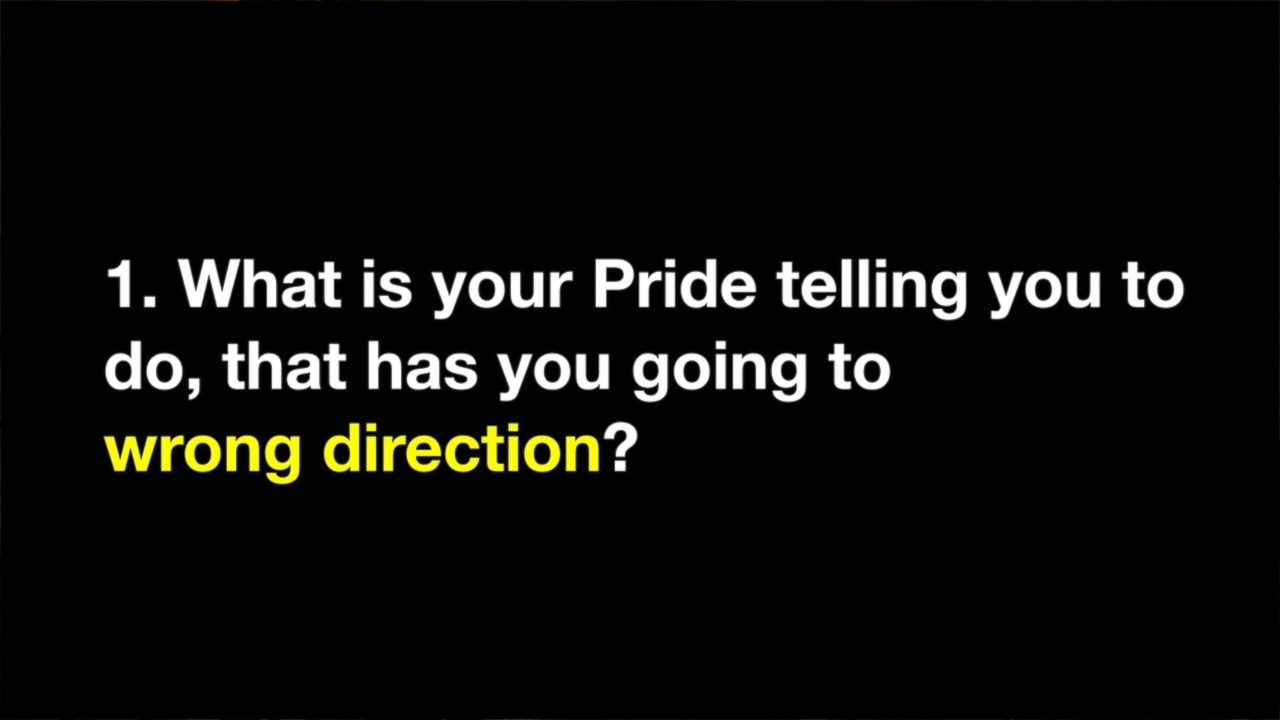 1. What is your Pride telling you to
do, that has you going to
wrong direction?